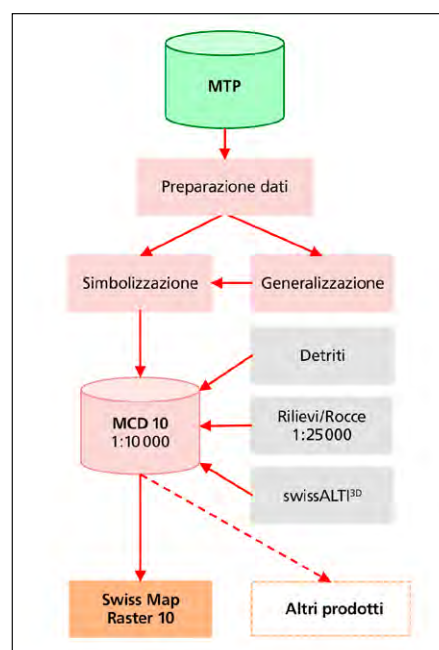 MTP
Preparazione dati
Simbolizzazione
Generalizzazione
Detriti
MCD 10
1:10 000
Rilievi/Rocce
1:25 000
swissALTI3D
Swiss Map
Raster 10
Altri prodotti